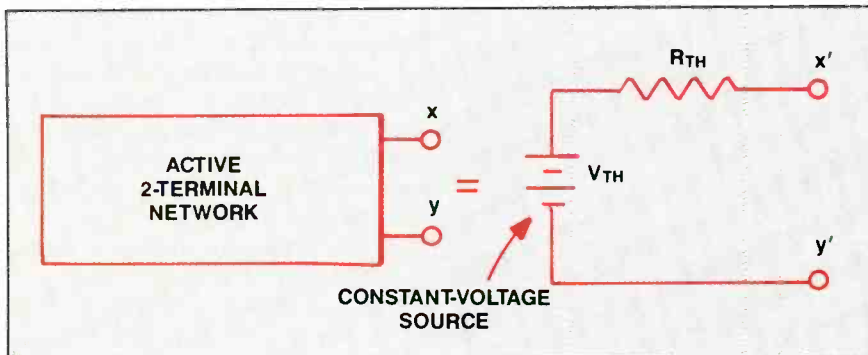 ACTIVE
2-TERMINAL
NETWORK
x
y
=
RTH
x'
VTH
y'
CONSTANT-VOLTAGE
SOURCE